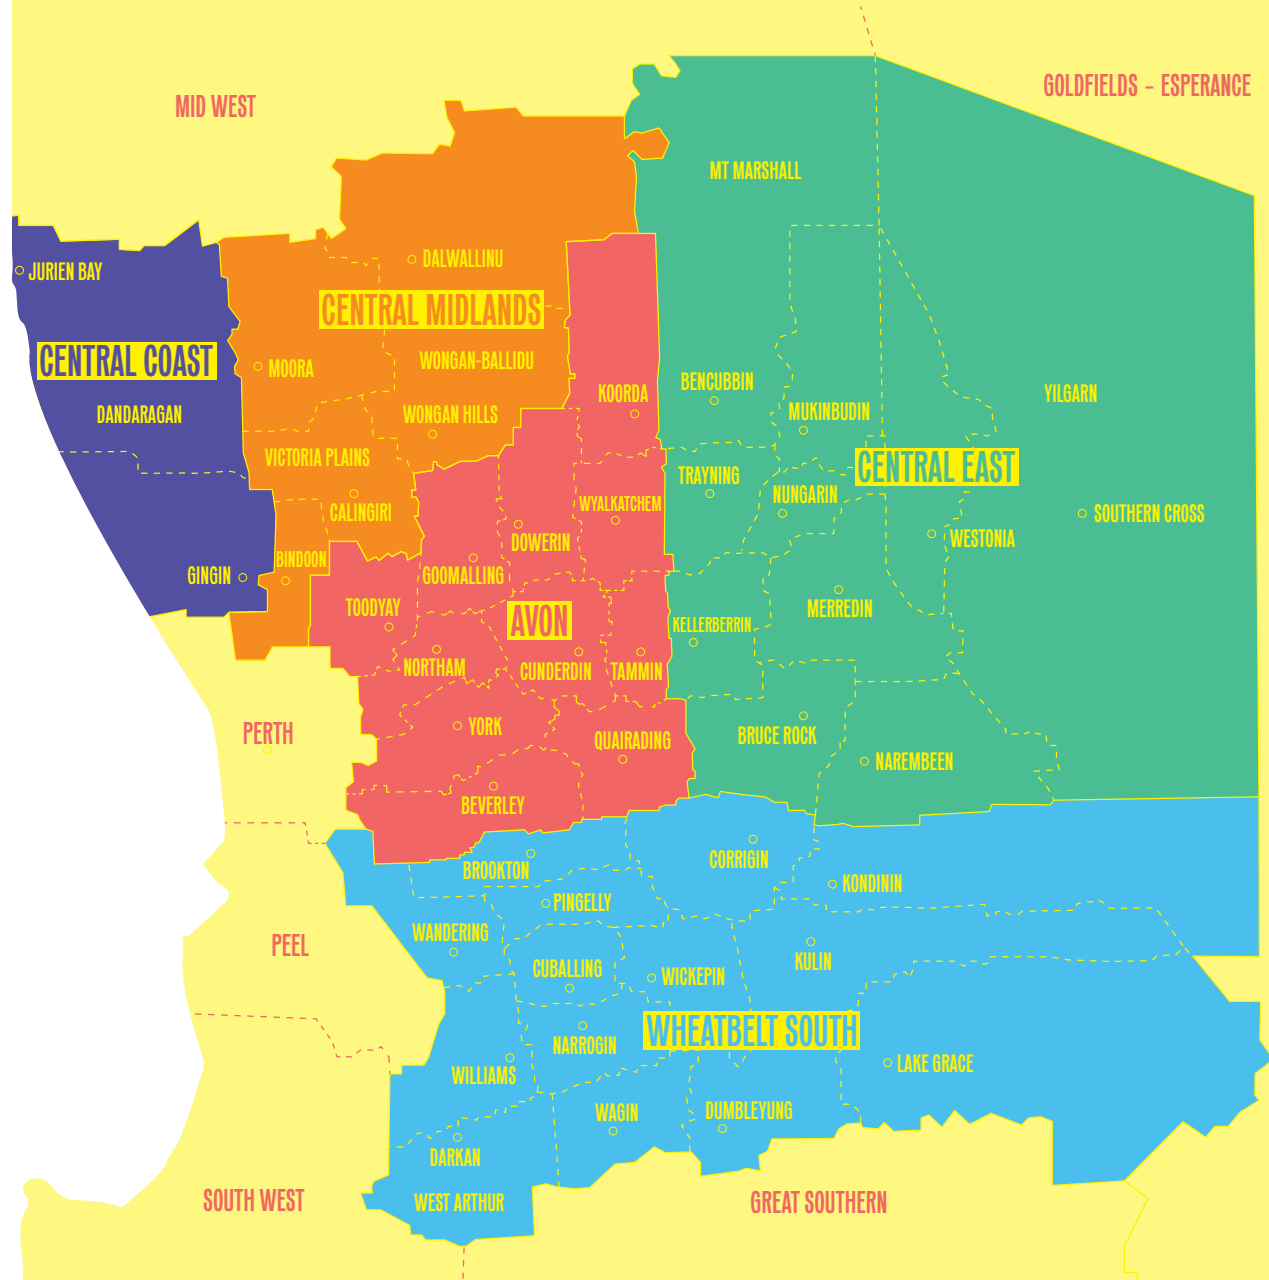 GOLDFIELDS - ESPERANCE
MID WEST
MT MARSHALL
DALWALLINU
JURIEN BAY
CENTRAL MIDLANDS
CENTRAL COAST
WONGAN-BALLIDU
MOORA
BENCUBBIN
KOORDA
YILGARN
DANDARAGAN
WONGAN HILLS
MUKINBUDIN
VICTORIA PLAINS
CENTRAL EAST
TRAYNING
NUNGARIN
WYALKATCHEM
CALINGIRI
SOUTHERN CROSS
DOWERIN
WESTONIA
BINDOON
GINGIN
GOOMALLING
TOODYAY
MERREDIN
AVON
KELLERBERRIN
NORTHAM
CUNDERDIN
TAMMIN
YORK
PERTH
QUAIRADING
BRUCE ROCK
NAREMBEEN
BEVERLEY
CORRIGIN
BROOKTON
KONDININ
PINGELLY
WANDERING
PEEL
KULIN
CUBALLING
WICKEPIN
WHEATBELT SOUTH
NARROGIN
LAKE GRACE
WILLIAMS
WAGIN
DUMBLEYUNG
DARKAN
SOUTH WEST
WEST ARTHUR
GREAT SOUTHERN